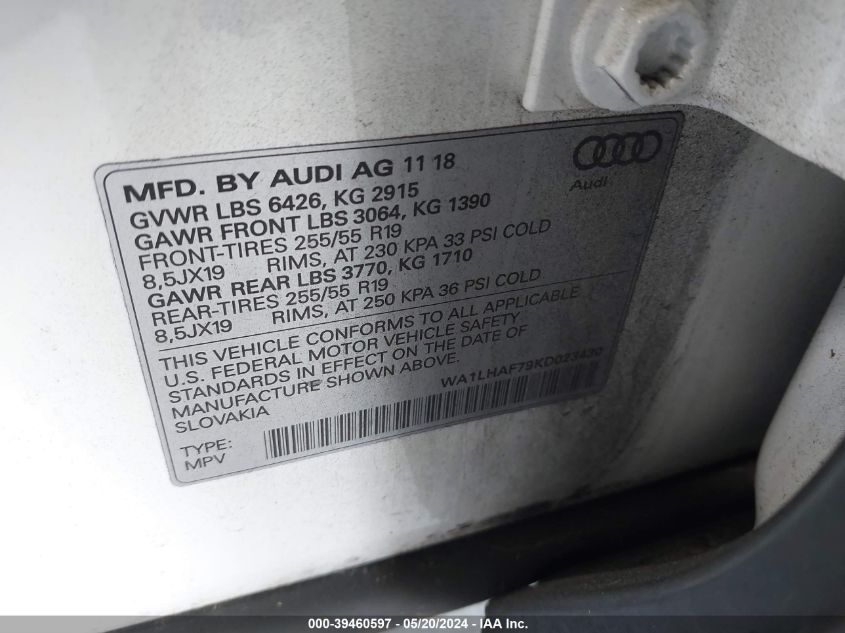 MFD. BY AUDI AG 11 18
Audi
GVWR LBS 6426, KG 2915
GAWR FRONT LBS 3064, KG 1390
FRONT-TIRES 255/55 R19
8,5JX19 RIMS, AT 230 KPA 33 PSI COLD
GAWR REAR LBS 3770, KG 1710
REAR-TIRES 255/55 R19
8,5JX19 RIMS, AT 250 KPA 36 PSI COLD
THIS VEHICLE CONFORMS TO ALL APPLICABLE
U.S. FEDERAL MOTOR VEHICLE SAFETY
STANDARDS IN EFFECT ON THE DATE OF
MANUFACTURE SHOWN ABOVE.
SLOVAKIA
WA1LHAF79KD023430
TYPE:
MPV
000-39460597 - 05/20/2024 - IAA Inc.